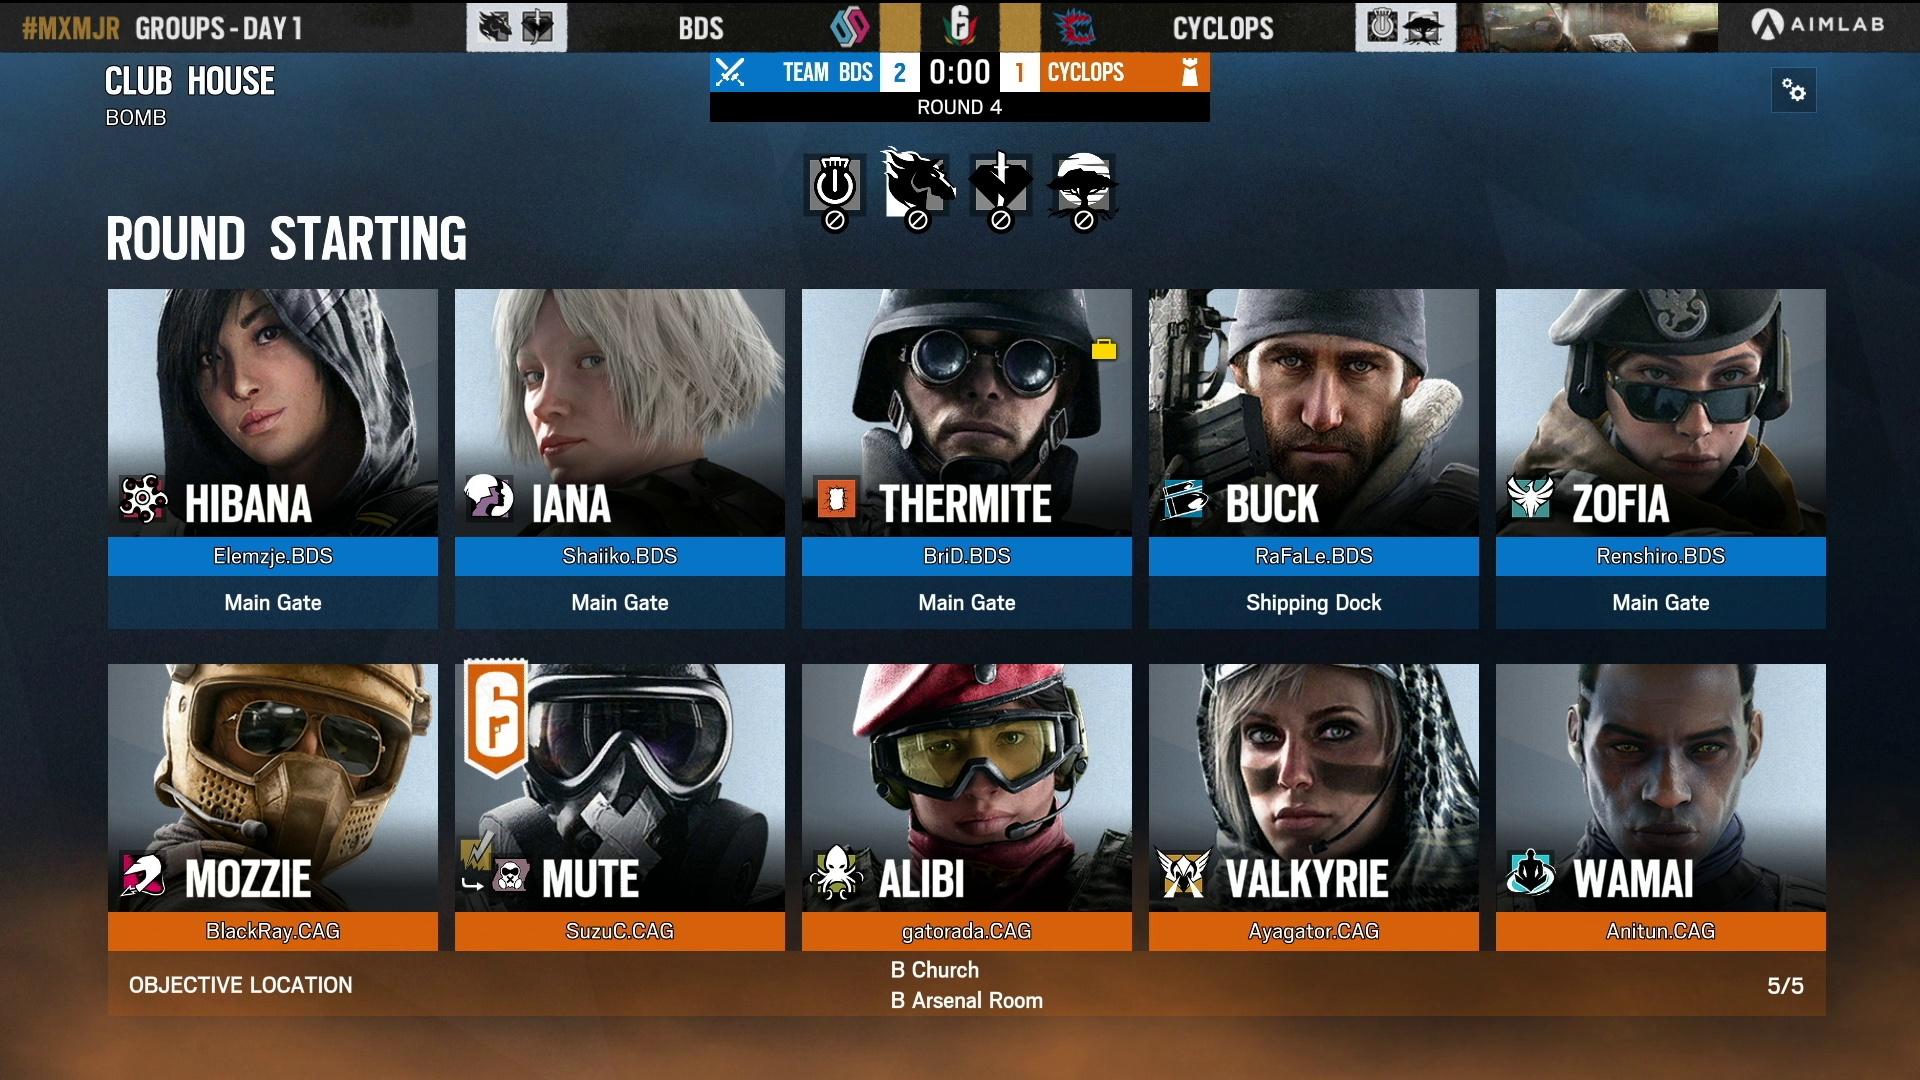 #MXMJR GROUPS - DAY 1
BDS
6
CYCLOPS
AIMLAB
CLUB HOUSE
BOMB
TEAM BDS 2 0:00 1 CYCLOPS
ROUND 4
ROUND STARTING
HIBANA
IANA
THERMITE
BUCK
ZOFIA
Elemzje.BDS
Shaiiko.BDS
BriD.BDS
RaFaLe.BDS
Renshiro.BDS
Main Gate
Main Gate
Main Gate
Shipping Dock
Main Gate
6
MOZZIE
MUTE
ALIBI
VALKYRIE
WAMAI
BlackRay.CAG
SuzuC.CAG
gatorada.CAG
Ayagator.CAG
Anitun.CAG
OBJECTIVE LOCATION
B Church
B Arsenal Room
5/5